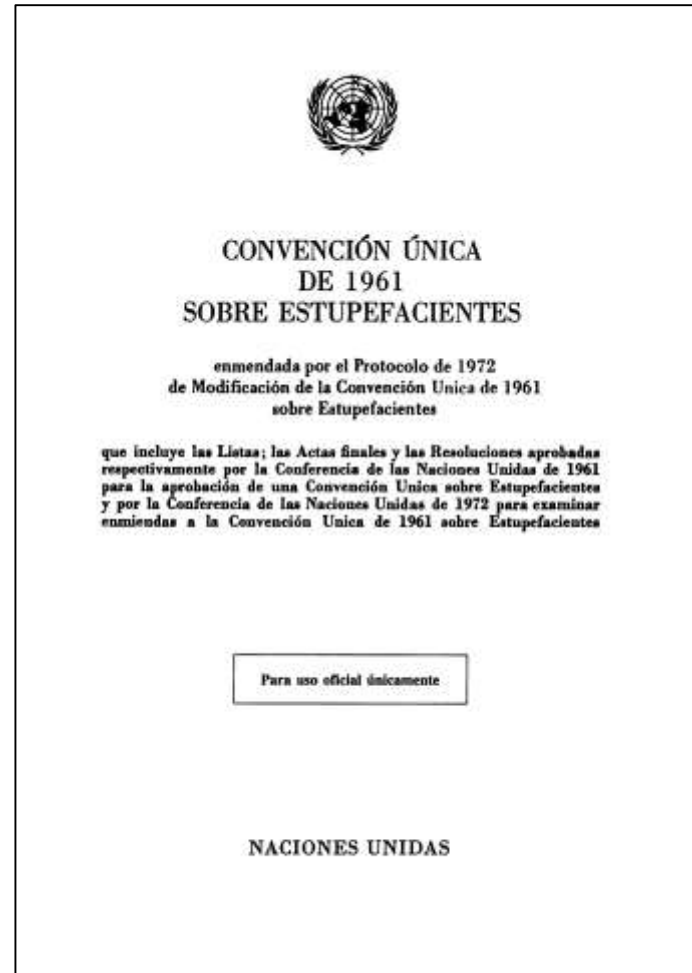 CONVENCIÓN ÚNICA
DE 1961
SOBRE ESTUPEFACIENTES
enmendada por el Protocolo de 1972
de Modificación de la Convención Unica de 1961
sobre Estupefacientes
que incluye las Listas; las Actas finales y las Resoluciones aprobadas
respectivamente por la Conferencia de las Naciones Unidas de 1961
para la aprobación de una Convención Unica sobre Estupefacientes
y por la Conferencia de las Naciones Unidas de 1972 para examinar
enmiendas a la Convención Unica de 1961 sobre Estupefacientes
Para uso oficial únicamente
NACIONES UNIDAS